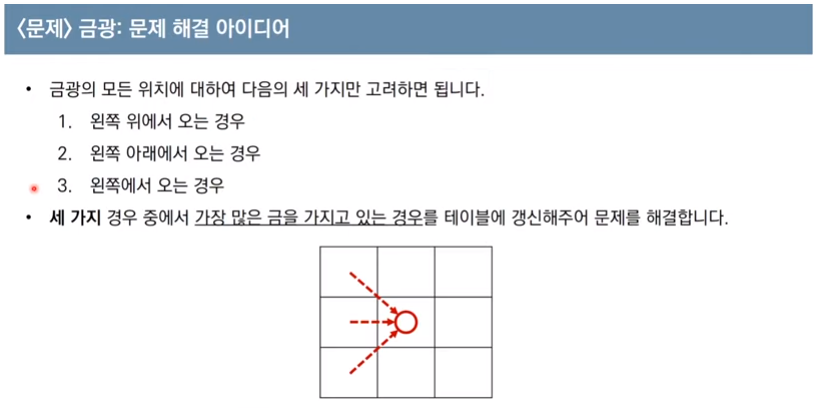 〈문제〉 금광: 문제 해결 아이디어
• 금광의 모든 위치에 대하여 다음의 세 가지만 고려하면 됩니다.
1. 왼쪽 위에서 오는 경우
2. 왼쪽 아래에서 오는 경우
3. 왼쪽에서 오는 경우
• 세 가지 경우 중에서 가장 많은 금을 가지고 있는 경우를 테이블에 갱신해주어 문제를 해결합니다.